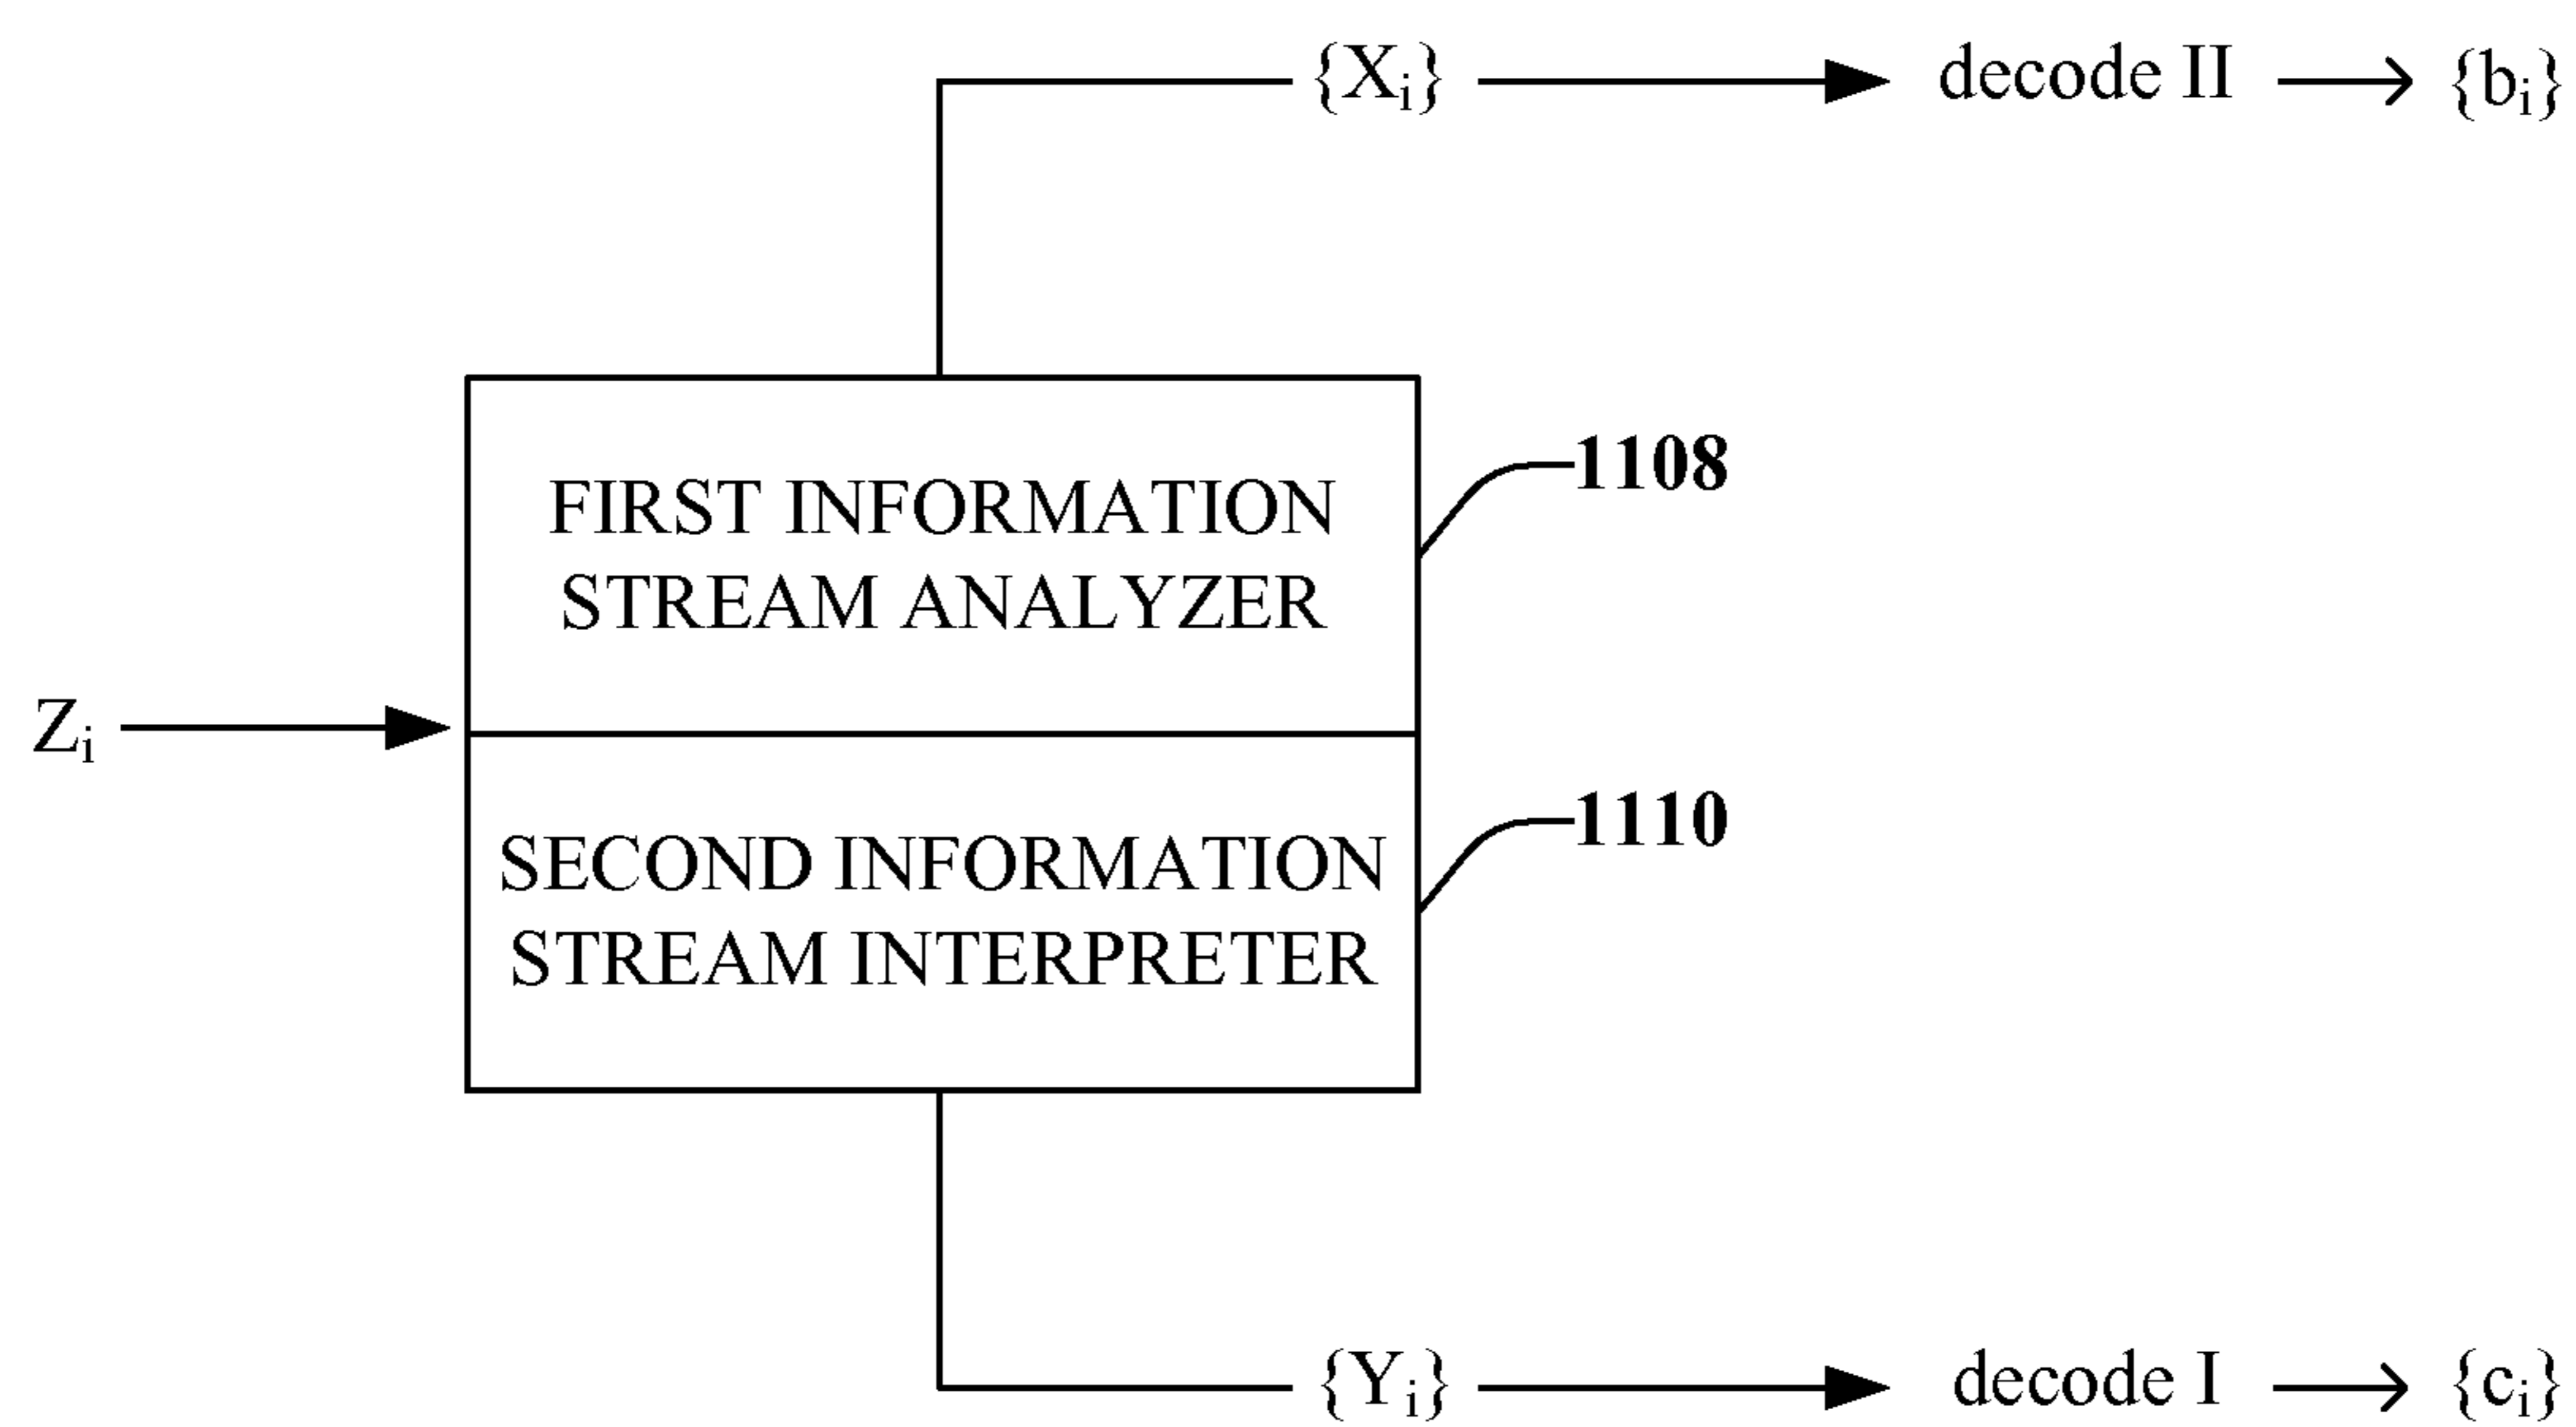 {Xi} decode II {bi}
1108
FIRST INFORMATION
STREAM ANALYZER
Zi
1110
SECOND INFORMATION
STREAM INTERPRETER
{Yi} decode I {ci}